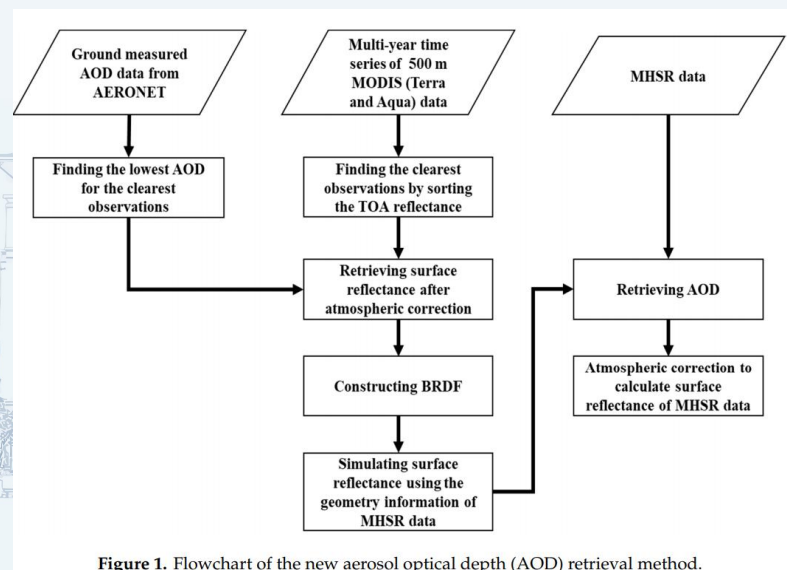 Ground measured
AOD data from
AERONET
Multi-year time
series of 500 m
MODIS (Terra
and Aqua) data
MHSR data
Finding the lowest AOD
for the clearest
observations
Finding the clearest
observations by sorting
the TOA reflectance
Retrieving surface
reflectance after
atmospheric correction
Retrieving AOD
Constructing BRDF
Atmospheric correction to
calculate surface
reflectance of MHSR data
Simulating surface
reflectance using the
geometry information of
MHSR data
Figure 1. Flowchart of the new aerosol optical depth (AOD) retrieval method.